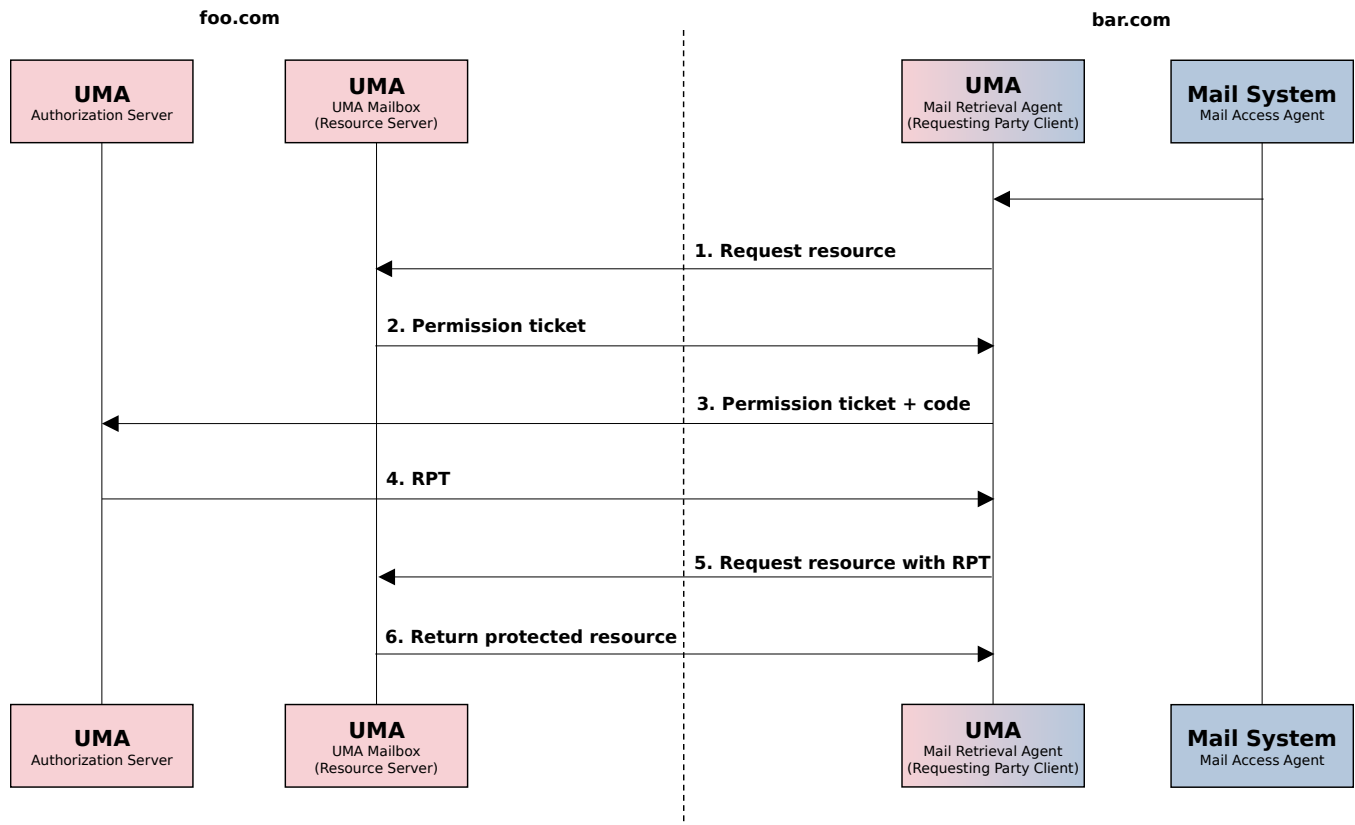 foo.com
bar.com
UMA
Authorization Server
UMA
UMA Mailbox
(Resource Server)
UMA
Mail Retrieval Agent
(Requesting Party Client)
Mail System
Mail Access Agent
1. Request resource
2. Permission ticket
3. Permission ticket + code
4. RPT
5. Request resource with RPT
6. Return protected resource
UMA
Authorization Server
UMA
UMA Mailbox
(Resource Server)
UMA
Mail Retrieval Agent
(Requesting Party Client)
Mail System
Mail Access Agent